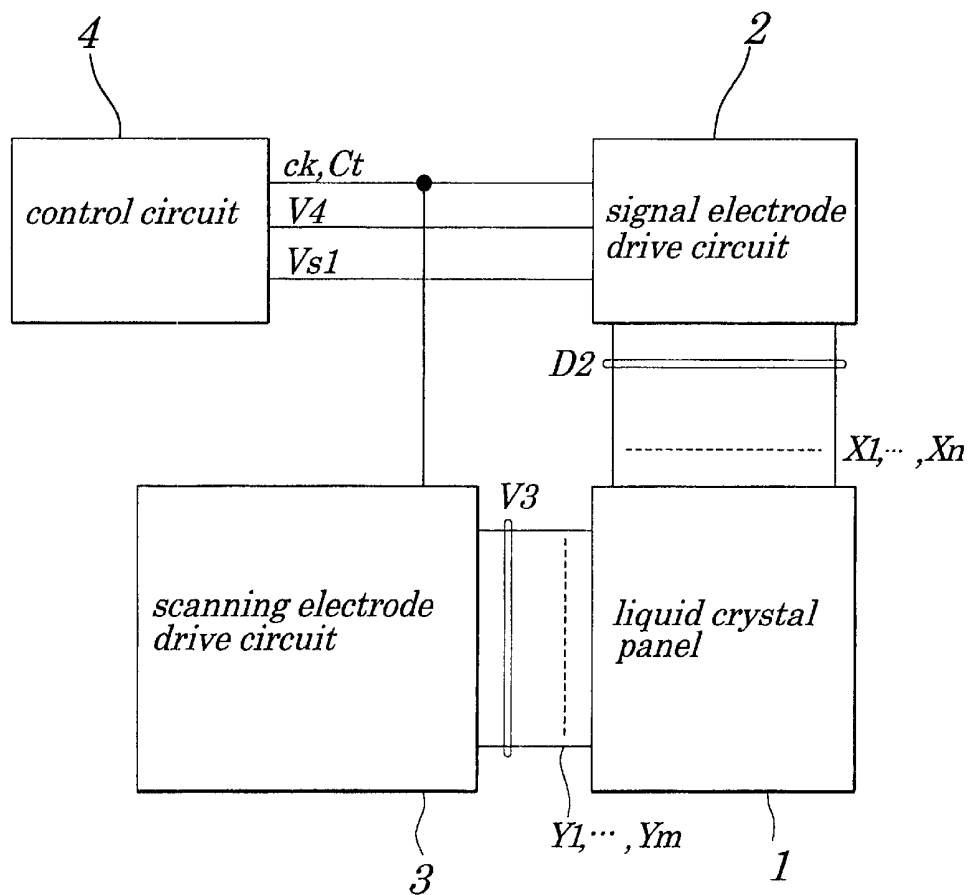 4
2
control circuit
ck, Ct
V4
Vs1
signal electrode
drive circuit
D2
X1,··· , Xn
V3
scanning electrode
drive circuit
liquid crystal
panel
Y1,··· , Ym
3
1